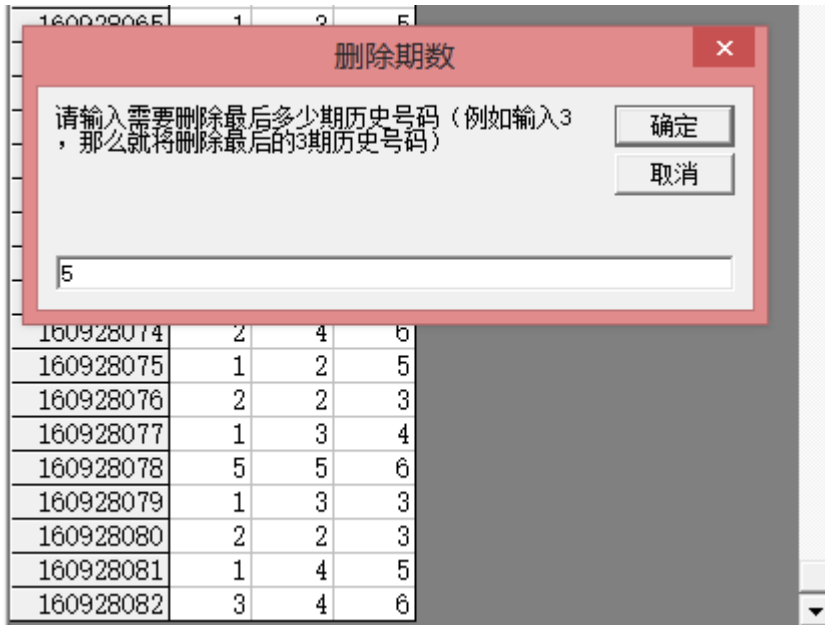 160928065 1 3 5
删除期数
请输入需要删除最后多少期历史号码（例如输入3
，那么就将删除最后的3期历史号码）
确定
取消
5
160928074 2 4 6
160928075 1 2 5
160928076 2 2 3
160928077 1 3 4
160928078 5 5 6
160928079 1 3 3
160928080 2 2 3
160928081 1 4 5
160928082 3 4 6